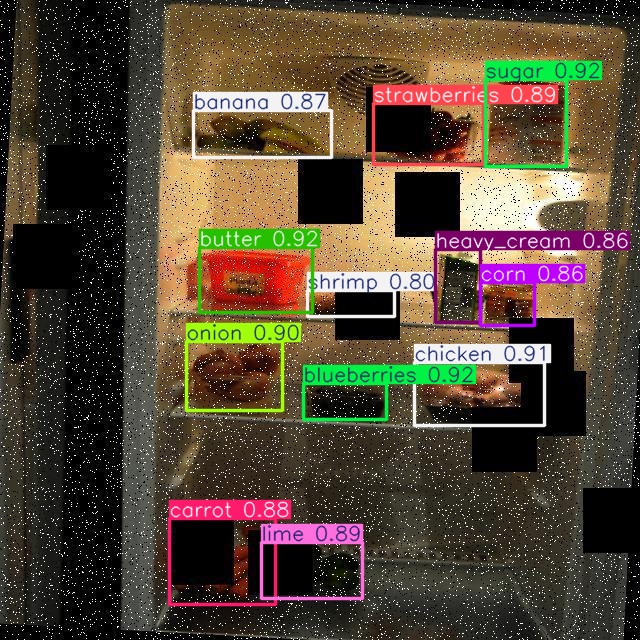 sugar 0.92
strawberries 0.89
banana 0.87
butter 0.92
heavy_cream 0.86
corn 0.86
shrimp 0.80
onion 0.90
chicken 0.91
blueberries 0.92
carrot 0.88
lime 0.89